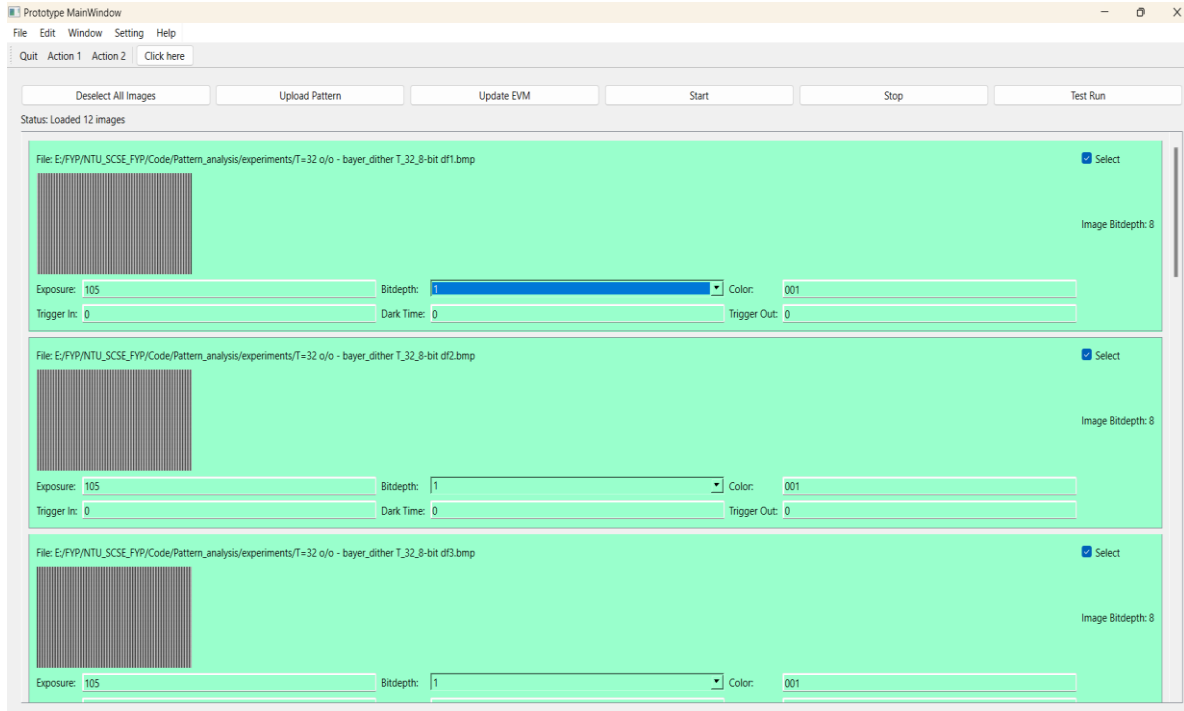 Prototype MainWindow
File Edit Window Setting Help
Quit Action 1 Action 2 Click here
Deselect All Images Upload Pattern Update EVM Start Stop Test Run
Status: Loaded 12 images
File: E:/FYP/NTU_SCSE_FYP/Code/Pattern_analysis/experiments/T=32 o/o - bayer_dither T_32_8-bit df1.bmp Select
Image Bitdepth: 8
Exposure: 105 Bitdepth: 1 Color: 001
Trigger In: 0 Dark Time: 0 Trigger Out: 0
File: E:/FYP/NTU_SCSE_FYP/Code/Pattern_analysis/experiments/T=32 o/o - bayer_dither T_32_8-bit df2.bmp Select
Image Bitdepth: 8
Exposure: 105 Bitdepth: 1 Color: 001
Trigger In: 0 Dark Time: 0 Trigger Out: 0
File: E:/FYP/NTU_SCSE_FYP/Code/Pattern_analysis/experiments/T=32 o/o - bayer_dither T_32_8-bit df3.bmp Select
Image Bitdepth: 8
Exposure: 105 Bitdepth: 1 Color: 001